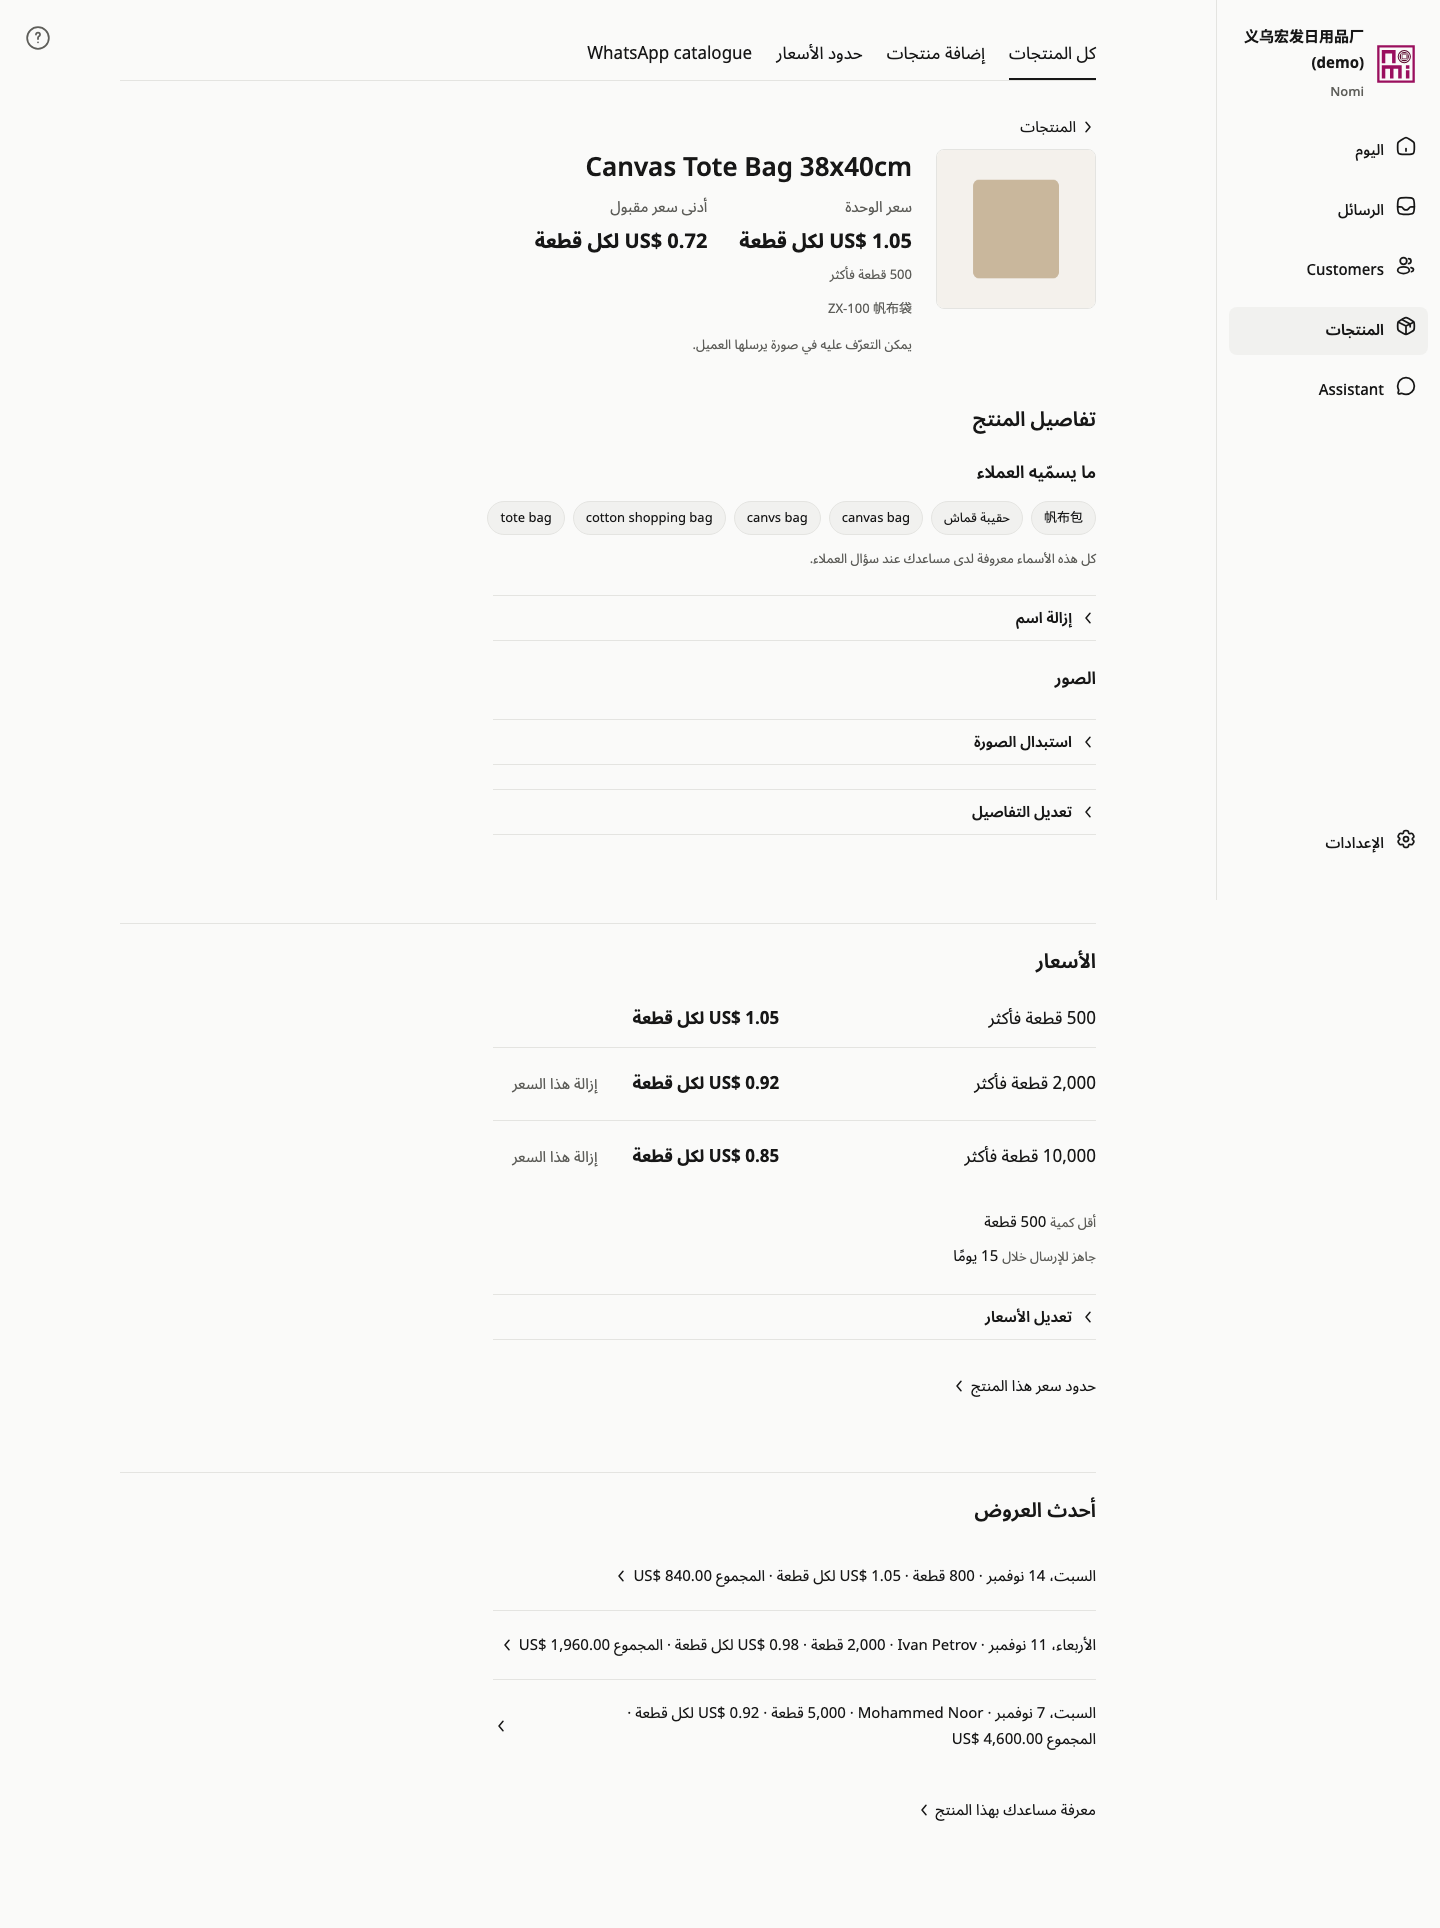 义乌宏发日用品厂
(demo)
Nomi
اليوم
الرسائل
Customers
المنتجات
Assistant
الإعدادات
كل المنتجات
إضافة منتجات
حدود الأسعار
WhatsApp catalogue
المنتجات
Canvas Tote Bag 38x40cm
سعر الوحدة
أدنى سعر مقبول
US$ 1.05 لكل قطعة
US$ 0.72 لكل قطعة
500 قطعة فأكثر
ZX-100 帆布袋
يمكن التعرّف عليه في صورة يرسلها العميل.
تفاصيل المنتج
ما يسمّيه العملاء
帆布包
حقيبة قماش
canvas bag
canvs bag
cotton shopping bag
tote bag
كل هذه الأسماء معروفة لدى مساعدك عند سؤال العملاء.
إزالة اسم
الصور
استبدال الصورة
تعديل التفاصيل
الأسعار
500 قطعة فأكثر
US$ 1.05 لكل قطعة
2,000 قطعة فأكثر
US$ 0.92 لكل قطعة
إزالة هذا السعر
10,000 قطعة فأكثر
US$ 0.85 لكل قطعة
إزالة هذا السعر
أقل كمية 500 قطعة
جاهز للإرسال خلال 15 يومًا
تعديل الأسعار
حدود سعر هذا المنتج
أحدث العروض
السبت، 14 نوفمبر · 800 قطعة · US$ 1.05 لكل قطعة · المجموع US$ 840.00
الأربعاء، 11 نوفمبر · Ivan Petrov · 2,000 قطعة · US$ 0.98 لكل قطعة · المجموع US$ 1,960.00
السبت، 7 نوفمبر · Mohammed Noor · 5,000 قطعة · US$ 0.92 لكل قطعة ·
المجموع US$ 4,600.00
معرفة مساعدك بهذا المنتج